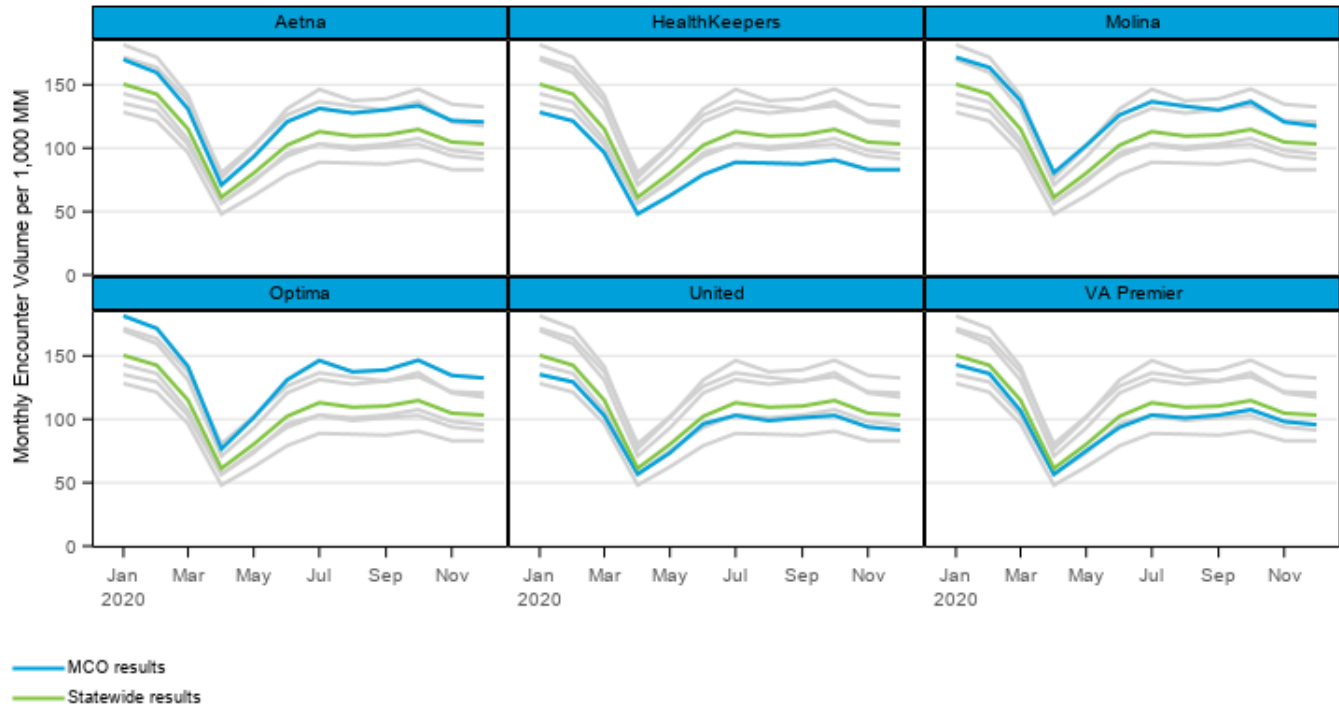 Monthly Encounter Volume per 1,000 MM
Aetna
HealthKeepers
Molina
150
100
50
0
Optima
United
VA Premier
150
100
50
0
Jan Mar May Jul Sep Nov
2020
Jan Mar May Jul Sep Nov
2020
Jan Mar May Jul Sep Nov
2020
MCO results
Statewide results